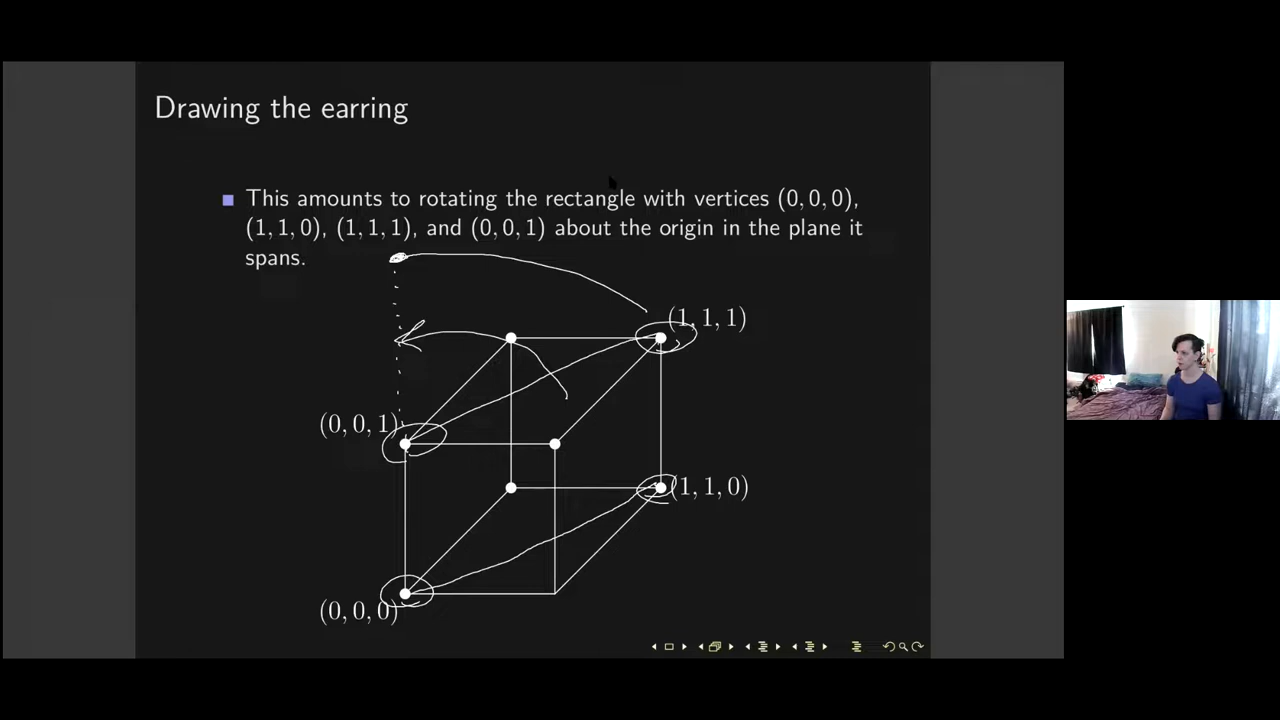 Drawing the earring
This amounts to rotating the rectangle with vertices (0, 0, 0),
(1, 1, 0), (1, 1, 1), and (0, 0, 1) about the origin in the plane it
spans.
(1, 1, 1)
(0, 0, 1)
(1, 1, 0)
(0, 0, 0)